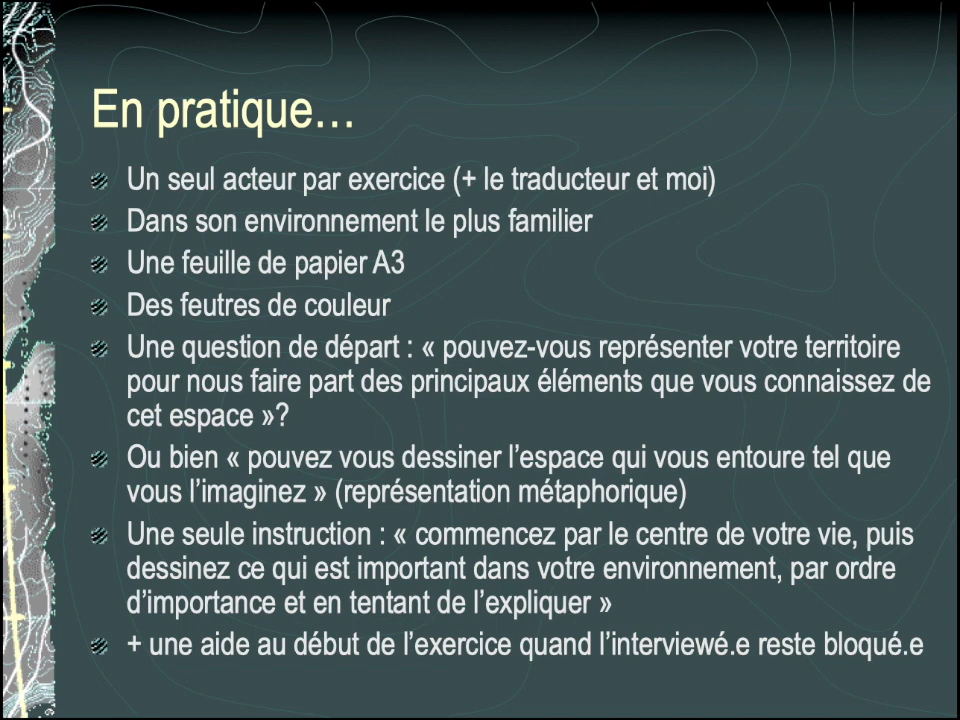 En pratique…
Un seul acteur par exercice (+ le traducteur et moi)
Dans son environnement le plus familier
Une feuille de papier A3
Des feutres de couleur
Une question de départ : « pouvez-vous représenter votre territoire
pour nous faire part des principaux éléments que vous connaissez de
cet espace »?
Ou bien « pouvez vous dessiner l’espace qui vous entoure tel que
vous l’imaginez » (représentation métaphorique)
Une seule instruction : « commencez par le centre de votre vie, puis
dessinez ce qui est important dans votre environnement, par ordre
d’importance et en tentant de l’expliquer »
+ une aide au début de l’exercice quand l’interviewé.e reste bloqué.e